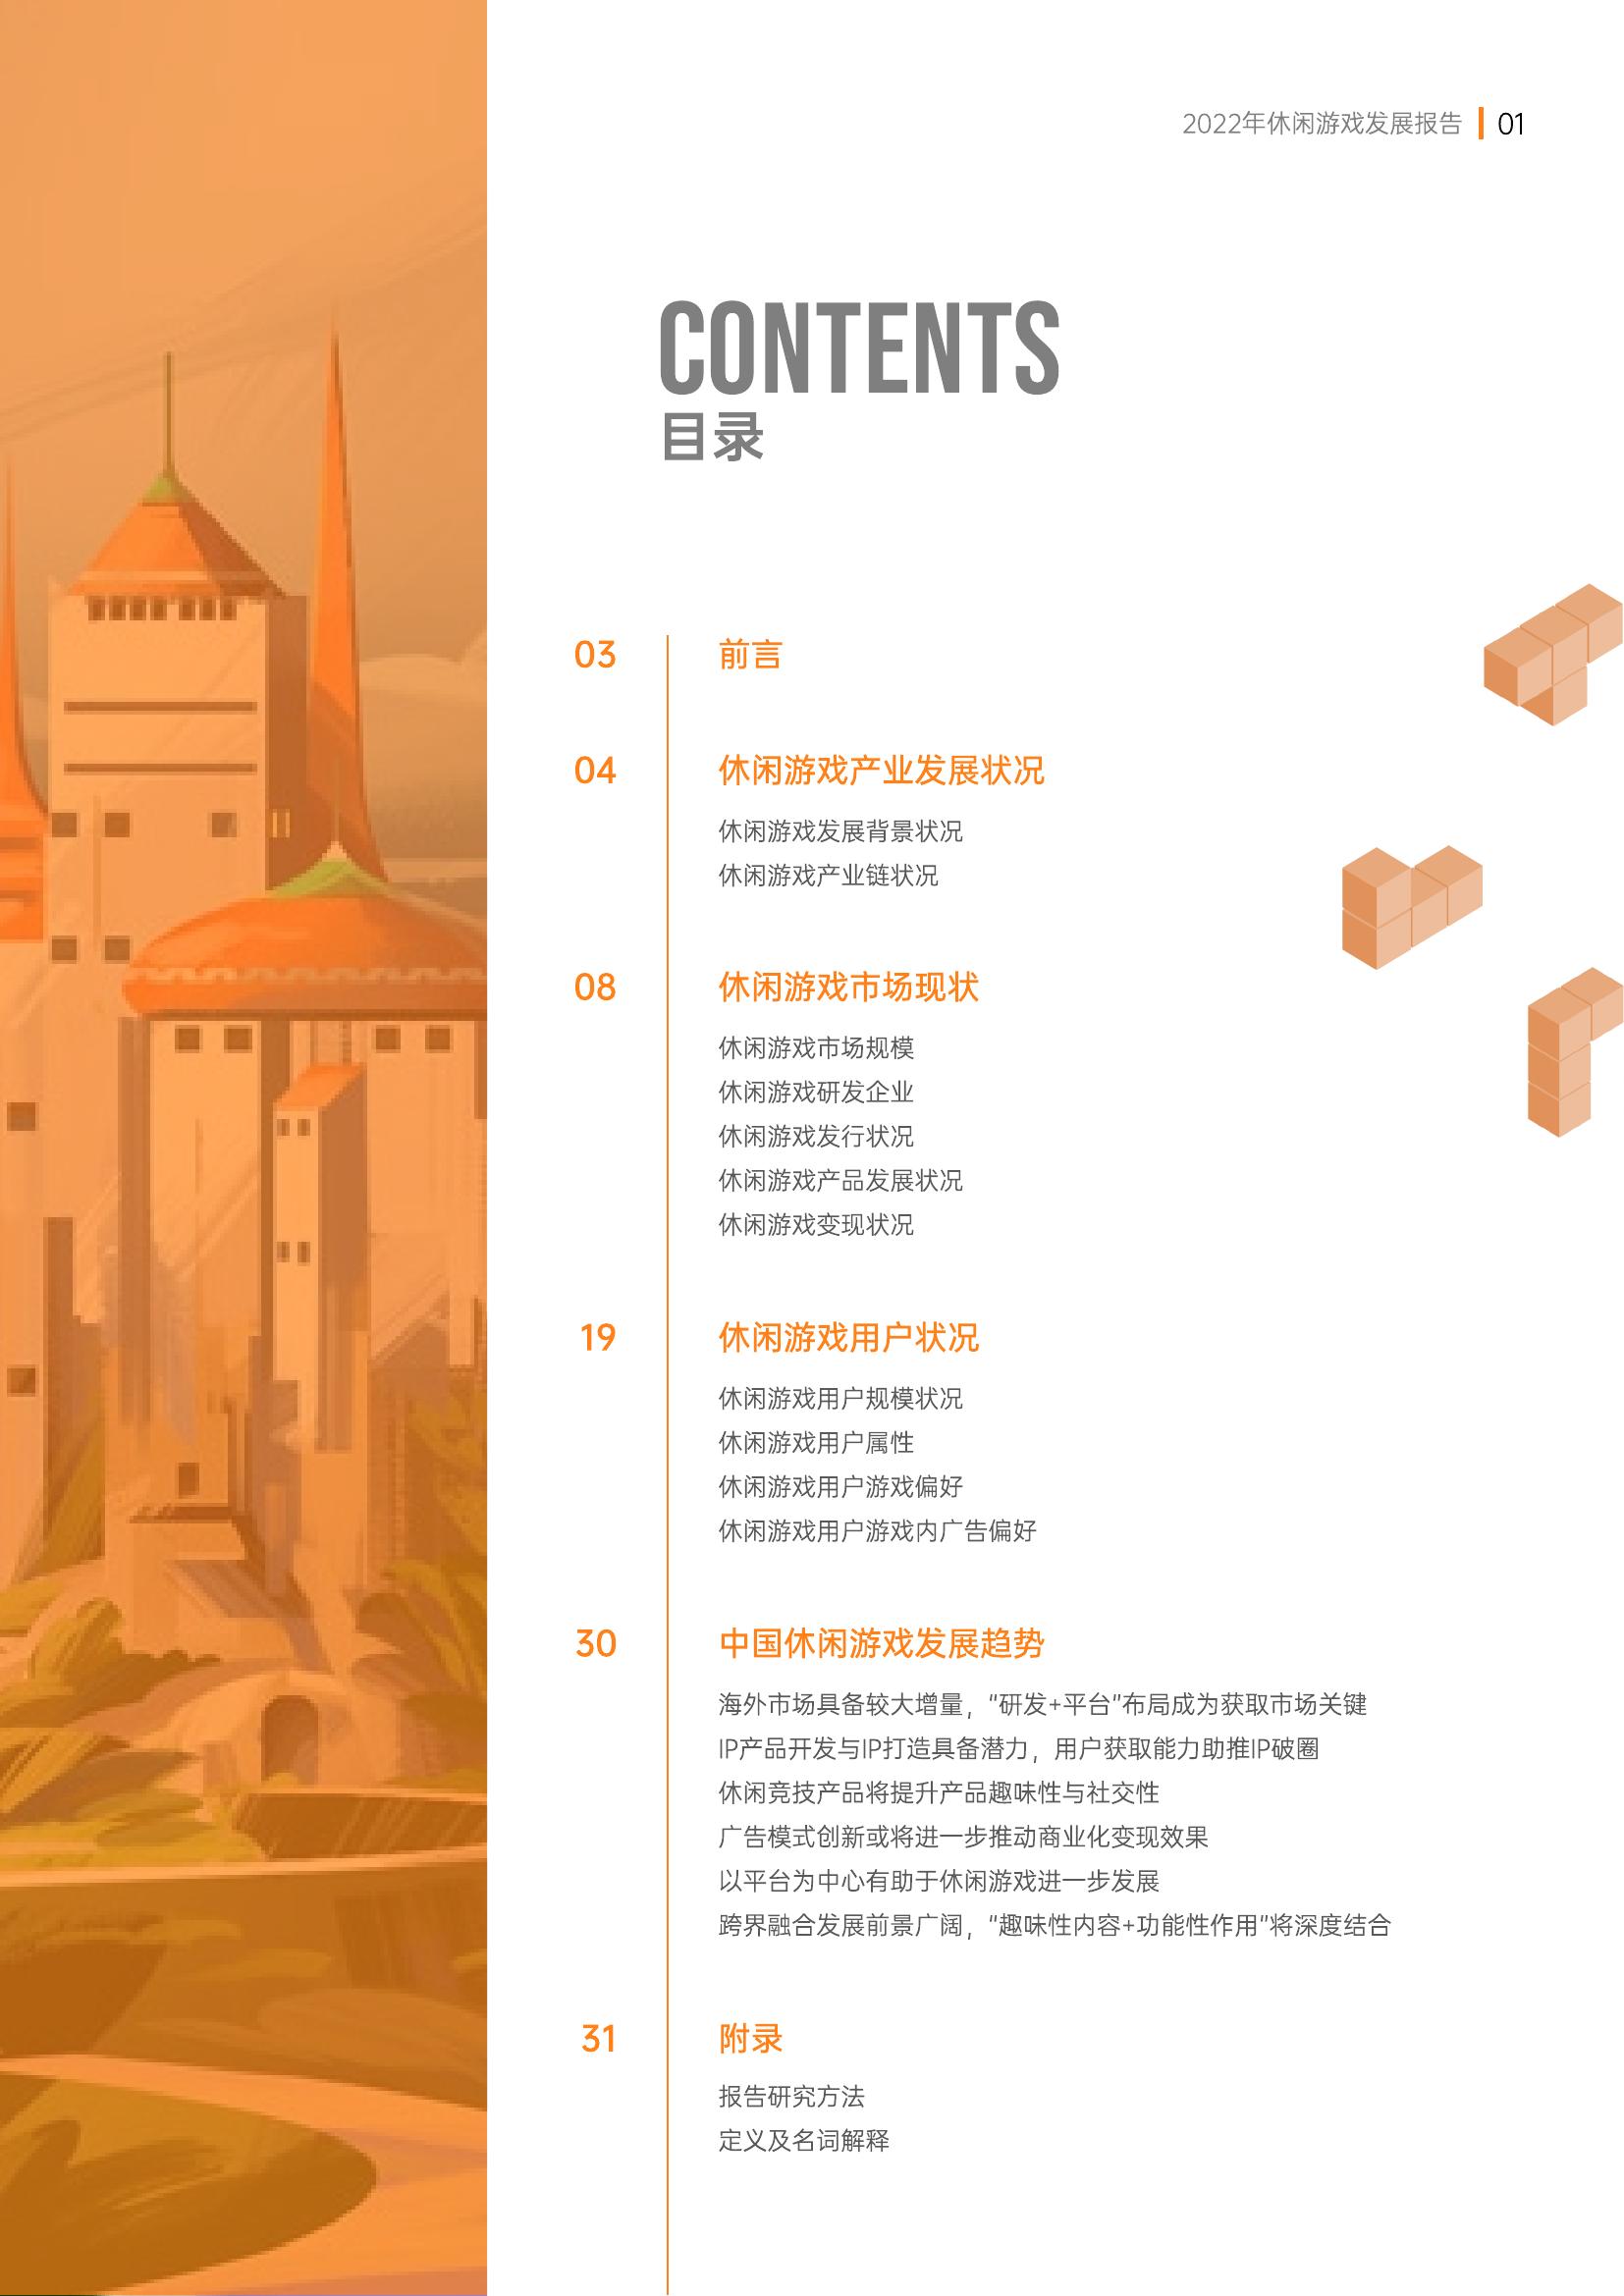 2022年休闲游戏发展报告 01
CONTENTS
目录
03 前言
04 休闲游戏产业发展状况
休闲游戏发展背景状况
休闲游戏产业链状况
08 休闲游戏市场现状
休闲游戏市场规模
休闲游戏研发企业
休闲游戏发行状况
休闲游戏产品发展状况
休闲游戏变现状况
19 休闲游戏用户状况
休闲游戏用户规模状况
休闲游戏用户属性
休闲游戏用户游戏偏好
休闲游戏用户游戏内广告偏好
30 中国休闲游戏发展趋势
海外市场具备较大增量，"研发+平台"布局成为获取市场关键
IP产品开发与IP打造具备潜力，用户获取能力助推IP破圈
休闲竞技产品将提升产品趣味性与社交性
广告模式创新或将进一步推动商业化变现效果
以平台为中心有助于休闲游戏进一步发展
跨界融合发展前景广阔，"趣味性内容+功能性作用"将深度结合
31 附录
报告研究方法
定义及名词解释